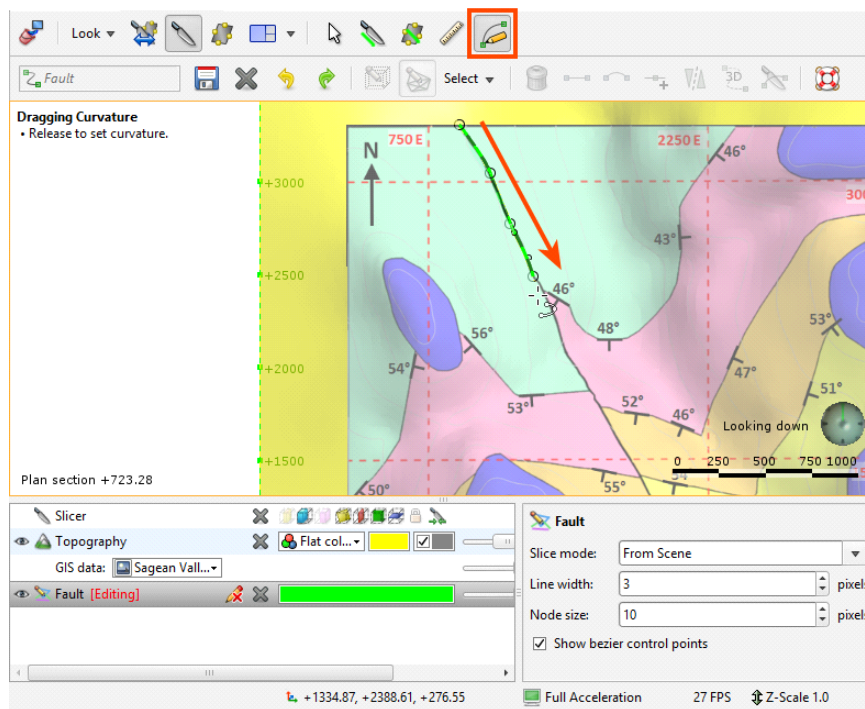 Look
Fault
Select
3D
Dragging Curvature
• Release to set curvature.
750 E
2250 E
N
46°
+3000
300
43°
+2500
46°
48°
53°
56°
+2000
54°
47°
51°
53°
52°
46°
Looking down
0 250 500 750 1000
+1500
Plan section +723.28
50°
55°
54
Slicer
Topography
Flat col...
GIS data:
Sagean Vall...
Fault [Editing]
Fault
Slice mode:
From Scene
Line width:
3
pixels
Node size:
10
pixels
Show bezier control points
+1334.87, +2388.61, +276.55
Full Acceleration
27 FPS
Z-Scale 1.0